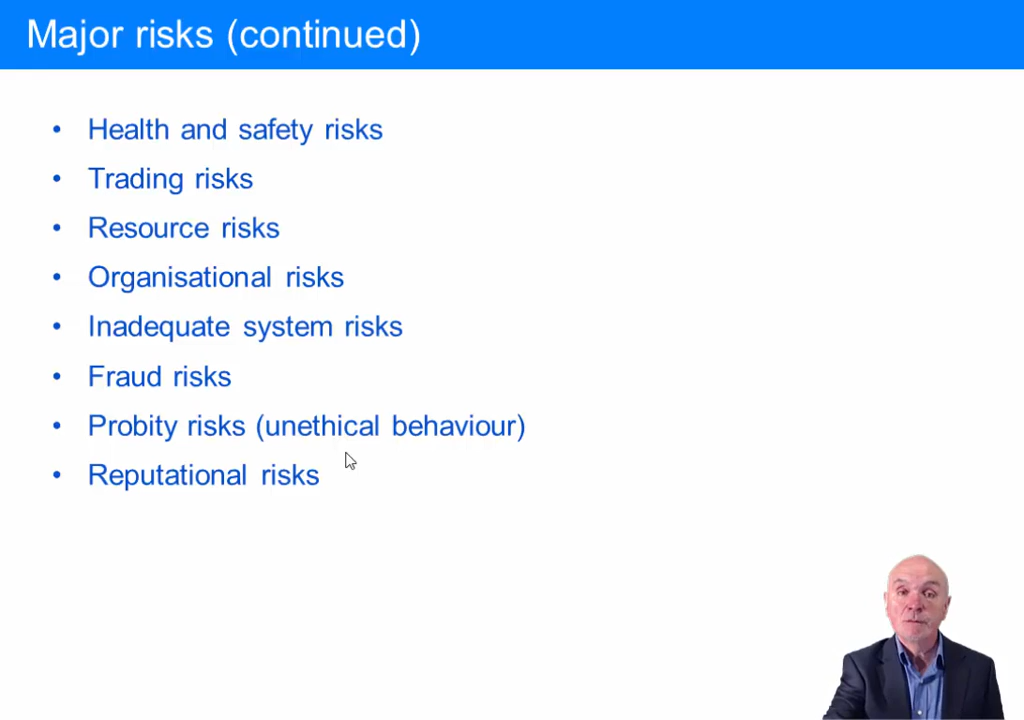 Major risks (continued)
• Health and safety risks
• Trading risks
• Resource risks
• Organisational risks
• Inadequate system risks
• Fraud risks
• Probity risks (unethical behaviour)
• Reputational risks